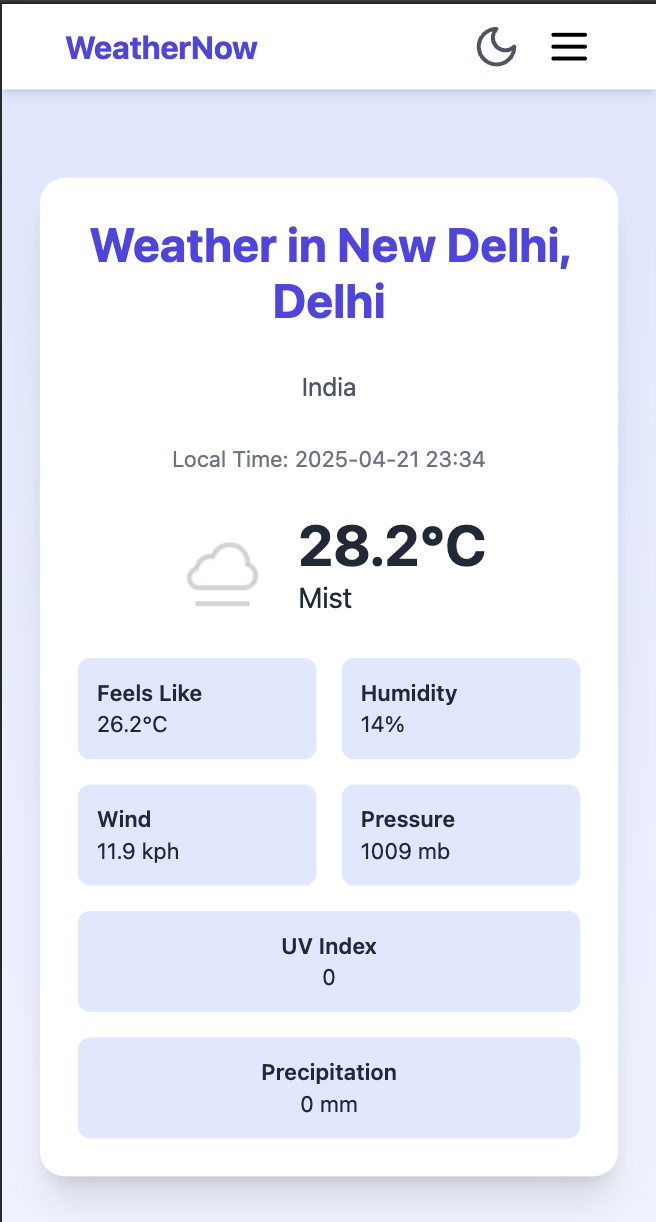 WeatherNow
Weather in New Delhi,
Delhi
India
Local Time: 2025-04-21 23:34
28.2°C
Mist
Feels Like
26.2°C
Humidity
14%
Wind
11.9 kph
Pressure
1009 mb
UV Index
0
Precipitation
0 mm